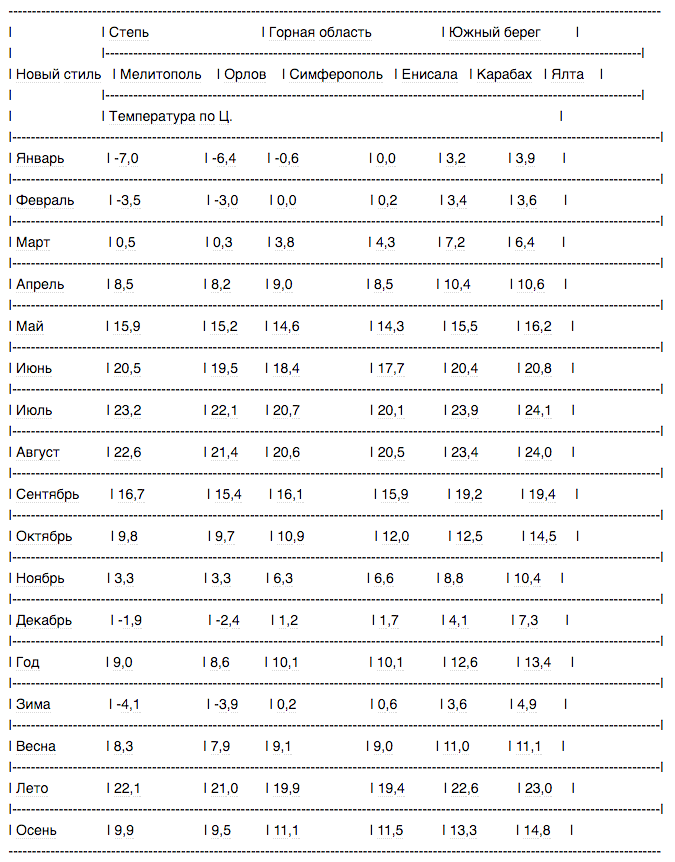 Степь Горная область Южный берег
Новый стиль Мелитополь Орлов Симферополь Енисала Карабах Ялта
Температура по Ц.
Январь -7,0 -6,4 -0,6 0,0 3,2 3,9
Февраль -3,5 -3,0 0,0 0,2 3,4 3,6
Март 0,5 0,3 3,8 4,3 7,2 6,4
Апрель 8,5 8,2 9,0 8,5 10,4 10,6
Май 15,9 15,2 14,6 14,3 15,5 16,2
Июнь 20,5 19,5 18,4 17,7 20,4 20,8
Июль 23,2 22,1 20,7 20,1 23,9 24,1
Август 22,6 21,4 20,6 20,5 23,4 24,0
Сентябрь 16,7 15,4 16,1 15,9 19,2 19,4
Октябрь 9,8 9,7 10,9 12,0 12,5 14,5
Ноябрь 3,3 3,3 6,3 6,6 8,8 10,4
Декабрь -1,9 -2,4 1,2 1,7 4,1 7,3
Год 9,0 8,6 10,1 10,1 12,6 13,4
Зима -4,1 -3,9 0,2 0,6 3,6 4,9
Весна 8,3 7,9 9,1 9,0 11,0 11,1
Лето 22,1 21,0 19,9 19,4 22,6 23,0
Осень 9,9 9,5 11,1 11,5 13,3 14,8